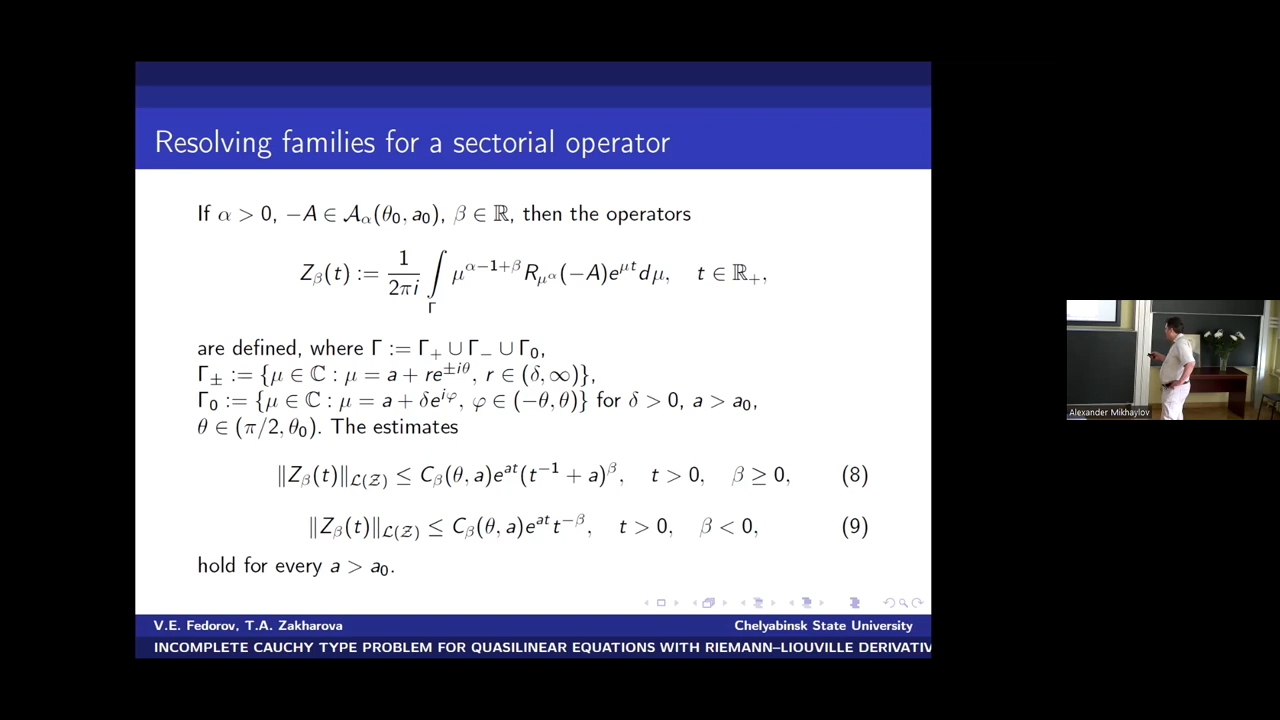 Resolving families for a sectorial operator
If α > 0, −A ∈ 𝒜_α(θ₀, a₀), β ∈ ℝ, then the operators
Z_β(t) := \frac{1}{2πi} ∫_Γ μ^{α−1+β} R_{μ^α}(−A)e^{μt}dμ, t ∈ ℝ₊,
are defined, where Γ := Γ₊ ∪ Γ₋ ∪ Γ₀,
Γ_± := {μ ∈ ℂ : μ = a + re^{±iθ}, r ∈ (δ, ∞)},
Γ₀ := {μ ∈ ℂ : μ = a + δe^{iφ}, φ ∈ (−θ, θ)} for δ > 0, a > a₀,
θ ∈ (π/2, θ₀). The estimates
‖Z_β(t)‖_{ℒ(𝒵)} ≤ C_β(θ, a)e^{at}(t^{−1} + a)^β, t > 0, β ≥ 0, (8)
‖Z_β(t)‖_{ℒ(𝒵)} ≤ C_β(θ, a)e^{at}t^{−β}, t > 0, β < 0, (9)
hold for every a > a₀.
V.E. Fedorov, T.A. Zakharova Chelyabinsk State University
INCOMPLETE CAUCHY TYPE PROBLEM FOR QUASILINEAR EQUATIONS WITH RIEMANN–LIOUVILLE DERIVATIV
Alexander Mikhaylov